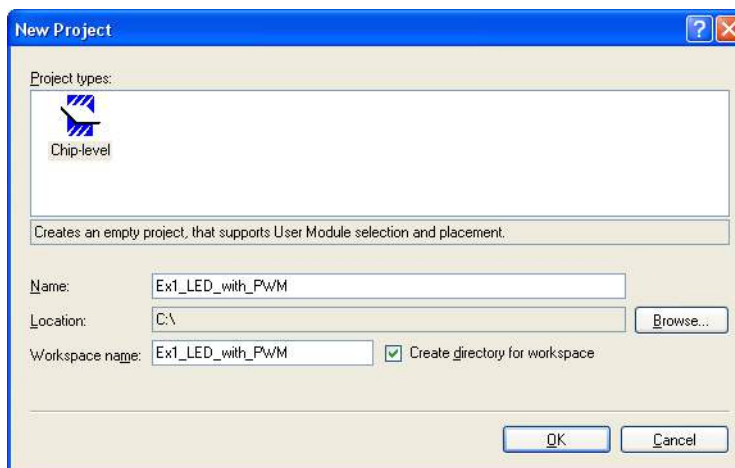 New Project
Project types:
Chip-level
Creates an empty project, that supports User Module selection and placement.
Name: Ex1_LED_with_PWM
Location: C:\ Browse...
Workspace name: Ex1_LED_with_PWM Create directory for workspace
OK Cancel